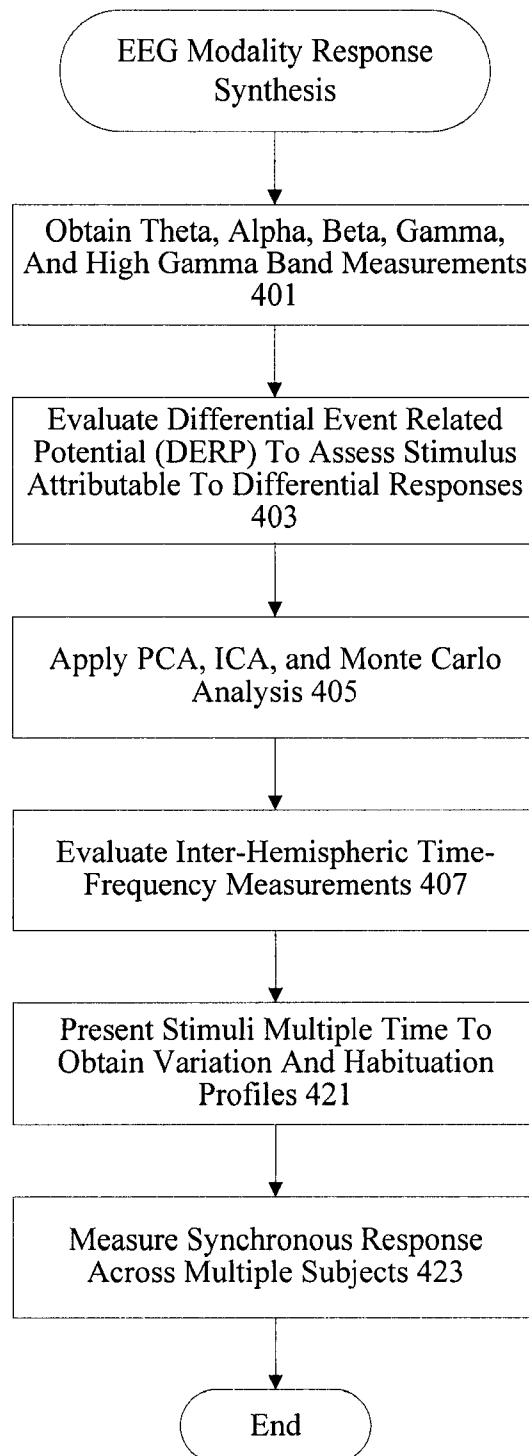 EEG Modality Response
Synthesis
Obtain Theta, Alpha, Beta, Gamma,
And High Gamma Band Measurements
401
Evaluate Differential Event Related
Potential (DERP) To Assess Stimulus
Attributable To Differential Responses
403
Apply PCA, ICA, and Monte Carlo
Analysis 405
Evaluate Inter-Hemispheric Time-
Frequency Measurements 407
Present Stimuli Multiple Time To
Obtain Variation And Habituation
Profiles 421
Measure Synchronous Response
Across Multiple Subjects 423
End